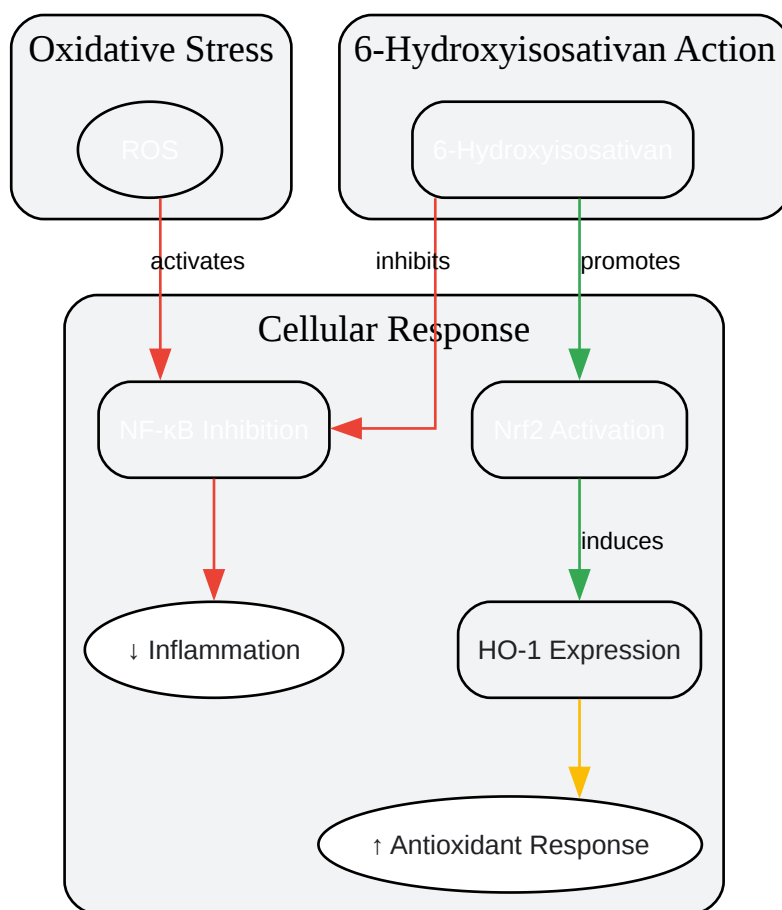 Oxidative Stress
6-Hydroxyisosativan Action
ROS
6-Hydroxyisosativan
activates
inhibits
promotes
Cellular Response
NF-κB Inhibition
Nrf2 Activation
induces
↓ Inflammation
HO-1 Expression
↑ Antioxidant Response